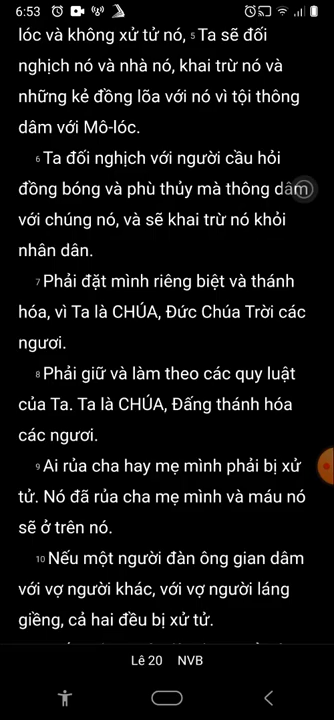 6:53
lóc và không xử tử nó, 5 Ta sẽ đối
nghịch nó và nhà nó, khai trừ nó và
những kẻ đồng lõa với nó vì tội thông
dâm với Mô-lóc.
6 Ta đối nghịch với người cầu hỏi
đồng bóng và phù thủy mà thông dâm
với chúng nó, và sẽ khai trừ nó khỏi
nhân dân.
7 Phải đặt mình riêng biệt và thánh
hóa, vì Ta là CHÚA, Đức Chúa Trời các
ngươi.
8 Phải giữ và làm theo các quy luật
của Ta. Ta là CHÚA, Đấng thánh hóa
các ngươi.
9 Ai rủa cha hay mẹ mình phải bị xử
tử. Nó đã rủa cha mẹ mình và máu nó
sẽ ở trên nó.
10 Nếu một người đàn ông gian dâm
với vợ người khác, với vợ người láng
giềng, cả hai đều bị xử tử.
Lê 20 NVB